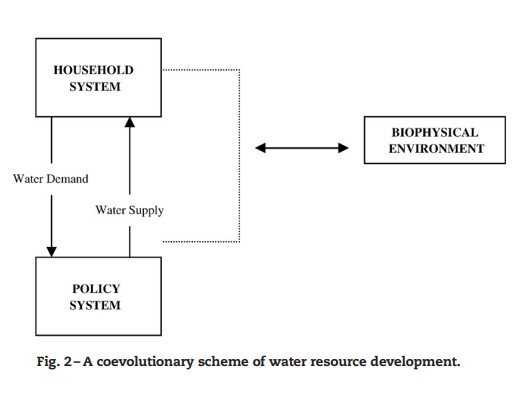 HOUSEHOLD
SYSTEM
BIOPHYSICAL
ENVIRONMENT
Water Demand
Water Supply
POLICY
SYSTEM
Fig. 2 – A coevolutionary scheme of water resource development.